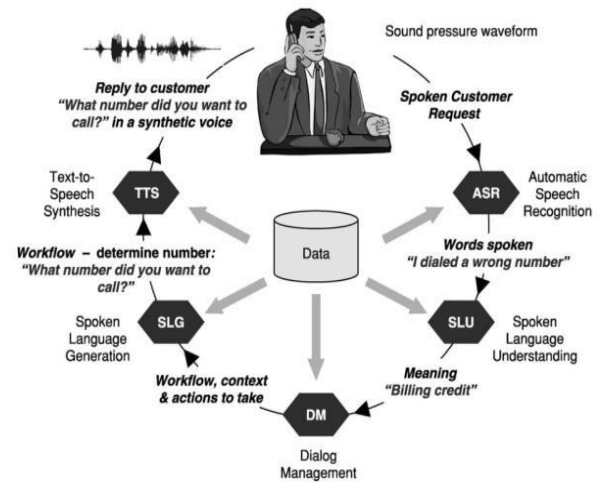 Sound pressure waveform
Reply to customer
“What number did you want to
call?” in a synthetic voice
Spoken Customer
Request
Text-to-
Speech
Synthesis
TTS
ASR
Automatic
Speech
Recognition
Workflow – determine number:
“What number did you want to
call?”
Data
Words spoken
“I dialed a wrong number”
Spoken
Language
Generation
SLG
SLU
Spoken
Language
Understanding
Workflow, context
& actions to take
Meaning
“Billing credit”
DM
Dialog
Management